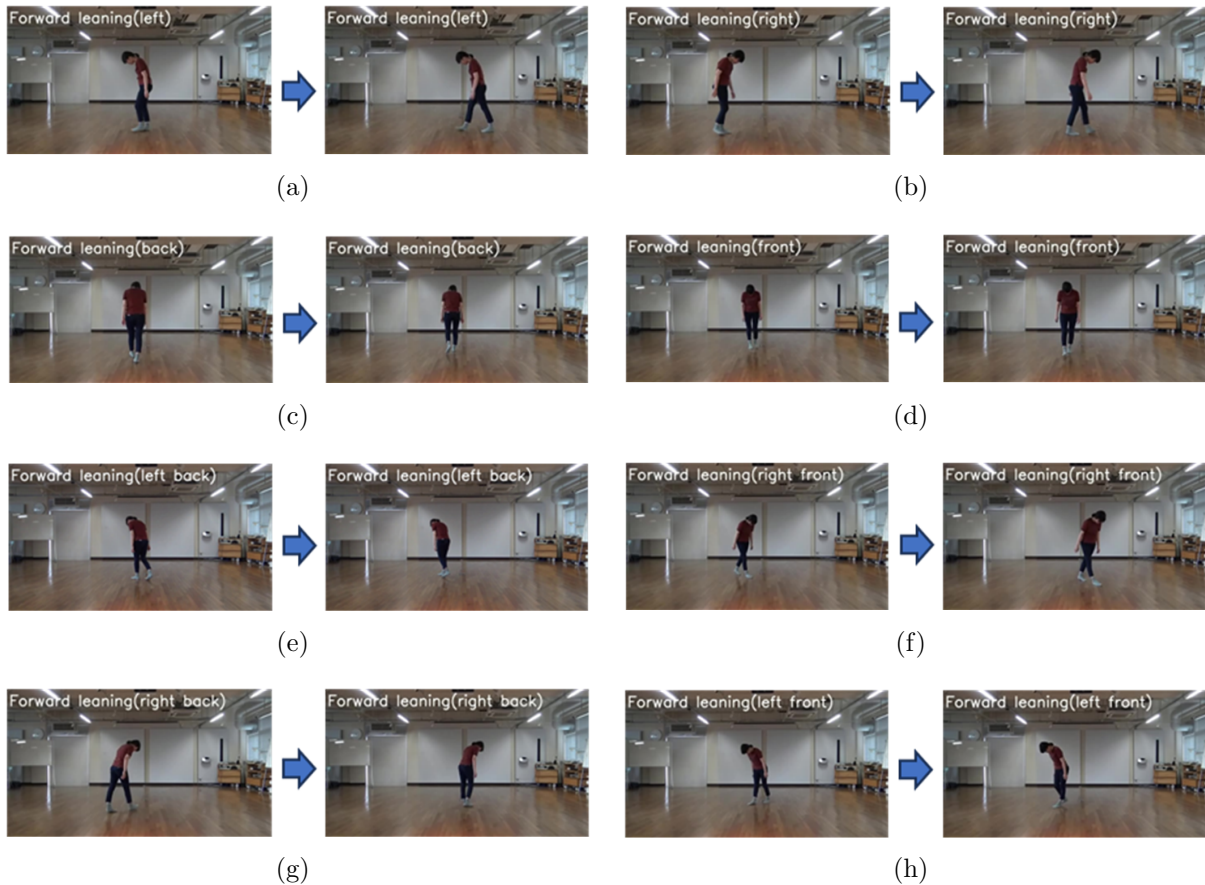 Forward leaning(left)
Forward leaning(left)
Forward leaning(right)
Forward leaning(right)
(a)
(b)
Forward leaning(back)
Forward leaning(back)
Forward leaning(front)
Forward leaning(front)
(c)
(d)
Forward leaning(left back)
Forward leaning(left back)
Forward leaning(right front)
Forward leaning(right front)
(e)
(f)
Forward leaning(right back)
Forward leaning(right back)
Forward leaning(left front)
Forward leaning(left front)
(g)
(h)